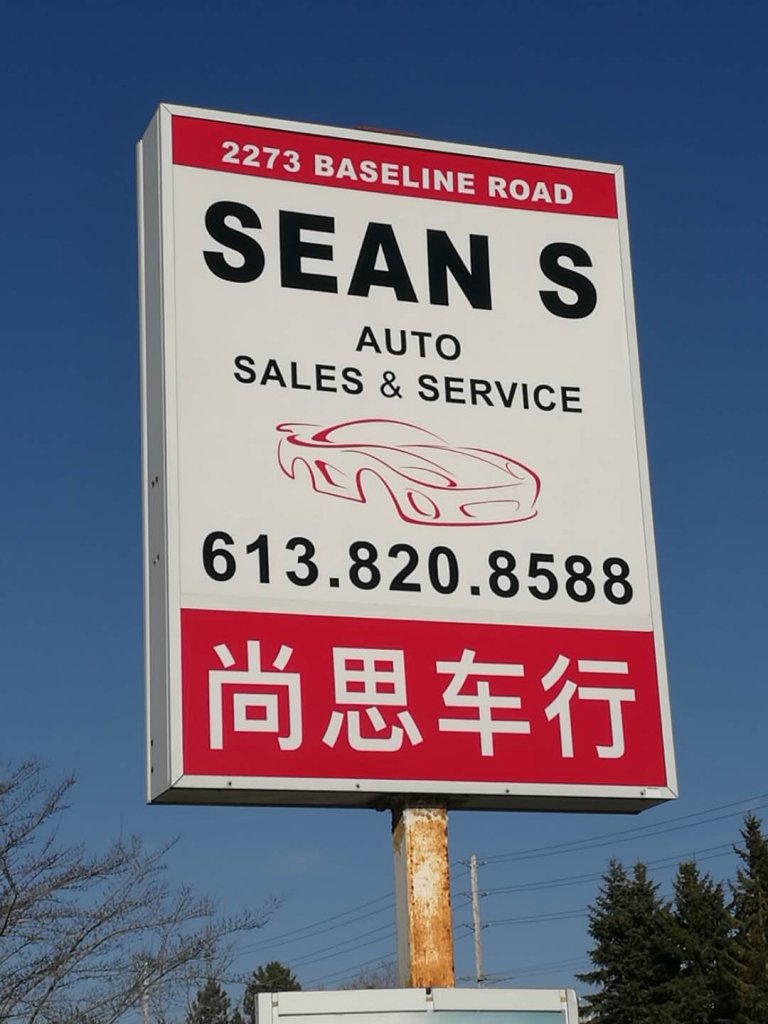 2273 BASELINE ROAD
SEAN S
AUTO
SALES & SERVICE
613.820.8588
尚思车行